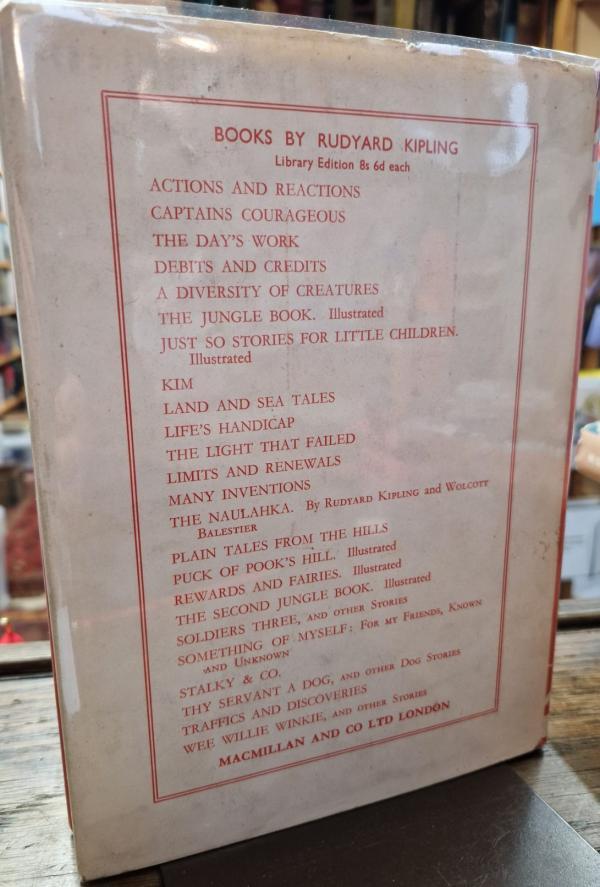 BOOKS BY RUDYARD KIPLING
Library Edition 8s 6d each
ACTIONS AND REACTIONS
CAPTAINS COURAGEOUS
THE DAY'S WORK
DEBITS AND CREDITS
A DIVERSITY OF CREATURES
THE JUNGLE BOOK. Illustrated
JUST SO STORIES FOR LITTLE CHILDREN.
Illustrated
KIM
LAND AND SEA TALES
LIFE'S HANDICAP
THE LIGHT THAT FAILED
LIMITS AND RENEWALS
MANY INVENTIONS
THE NAULAHKA. By RUDYARD KIPLING and WOLCOTT
BALESTIER
PLAIN TALES FROM THE HILLS
PUCK OF POOK'S HILL. Illustrated
REWARDS AND FAIRIES. Illustrated
THE SECOND JUNGLE BOOK. Illustrated
SOLDIERS THREE, AND OTHER STORIES
SOMETHING OF MYSELF: FOR MY FRIENDS, KNOWN
AND UNKNOWN
STALKY & CO.
THY SERVANT A DOG, AND OTHER DOG STORIES
TRAFFICS AND DISCOVERIES
WEE WILLIE WINKIE, AND OTHER STORIES
MACMILLAN AND CO LTD LONDON